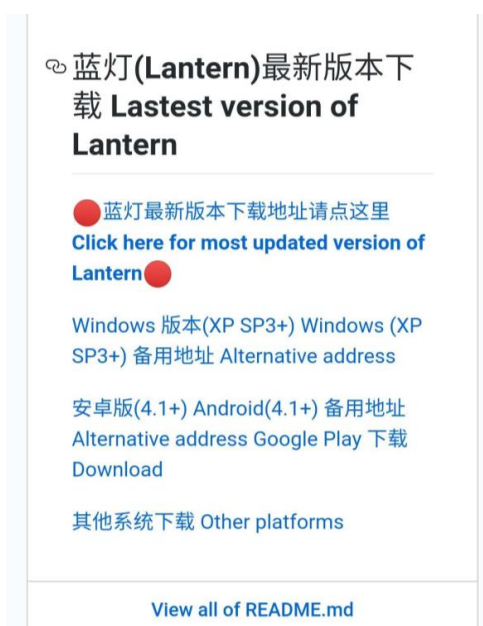 蓝灯(Lantern)最新版本下
载 Lastest version of
Lantern
🔴蓝灯最新版本下载地址请点这里
Click here for most updated version of
Lantern🔴
Windows 版本(XP SP3+) Windows (XP
SP3+) 备用地址 Alternative address
安卓版(4.1+) Android(4.1+) 备用地址
Alternative address Google Play 下载
Download
其他系统下载 Other platforms
View all of README.md